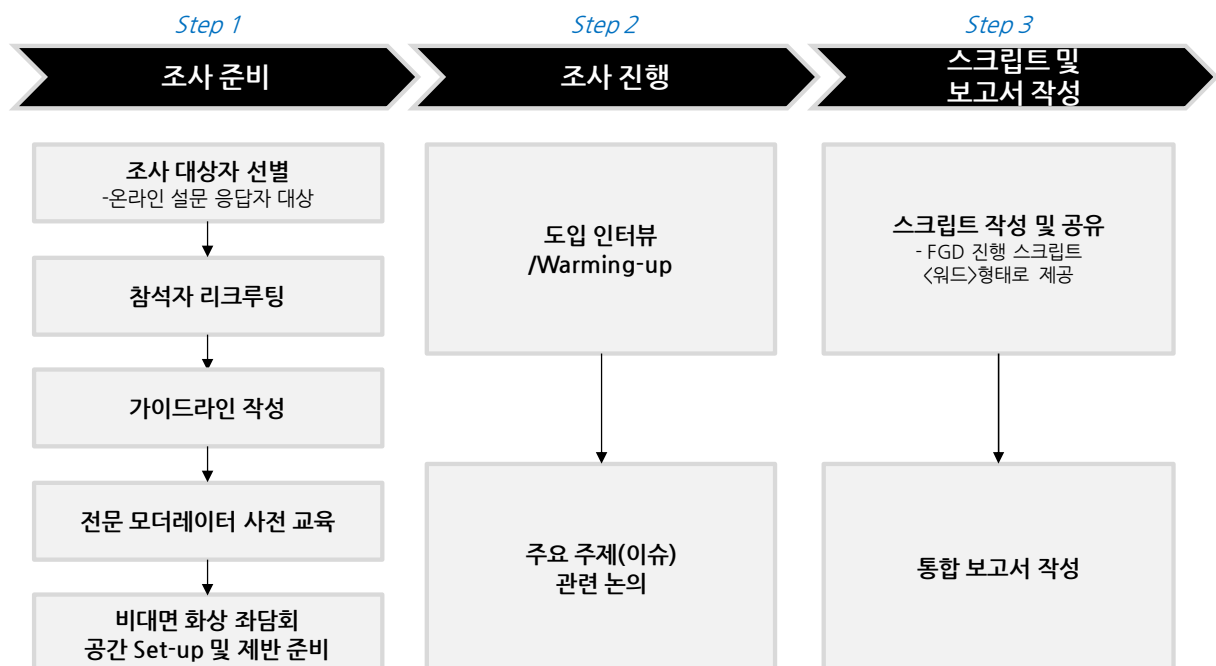 Step 1
조사 준비
조사 대상자 선별
-온라인 설문 응답자 대상
참석자 리크루팅
가이드라인 작성
전문 모더레이터 사전 교육
비대면 화상 좌담회
공간 Set-up 및 제반 준비
Step 2
조사 진행
도입 인터뷰
/Warming-up
주요 주제(이슈)
관련 논의
Step 3
스크립트 및
보고서 작성
스크립트 작성 및 공유
- FGD 진행 스크립트
<워드>형태로 제공
통합 보고서 작성